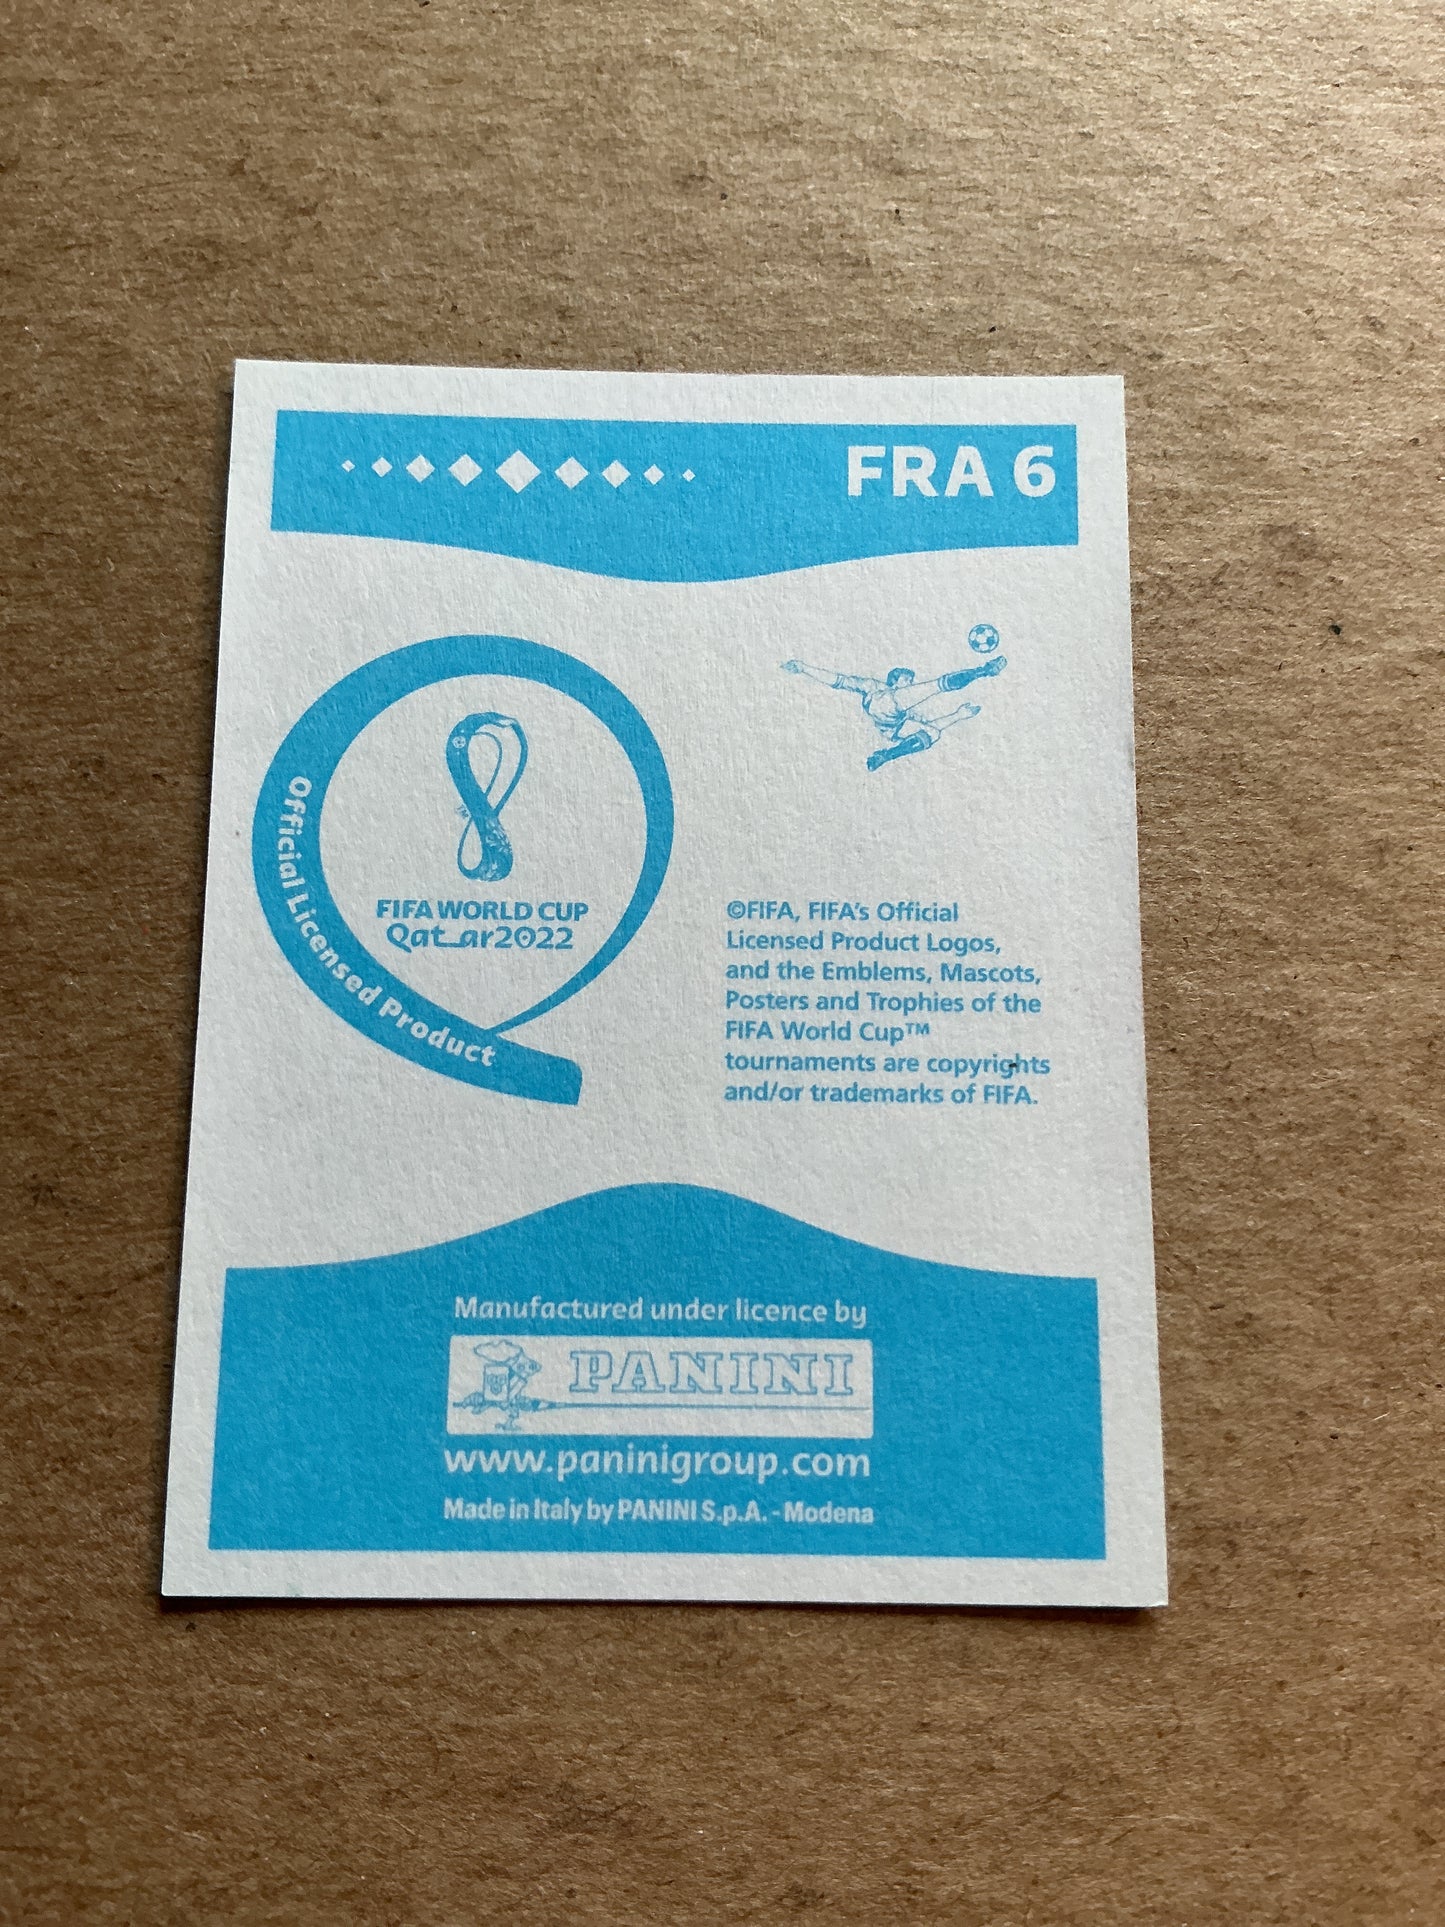 FRA 6
Official Licensed Product
FIFA WORLD CUP
Qatar2022
©FIFA, FIFA's Official
Licensed Product Logos,
and the Emblems, Mascots,
Posters and Trophies of the
FIFA World Cup™
tournaments are copyrights
and/or trademarks of FIFA.
Manufactured under licence by
PANINI
www.paninigroup.com
Made in Italy by PANINI S.p.A. - Modena